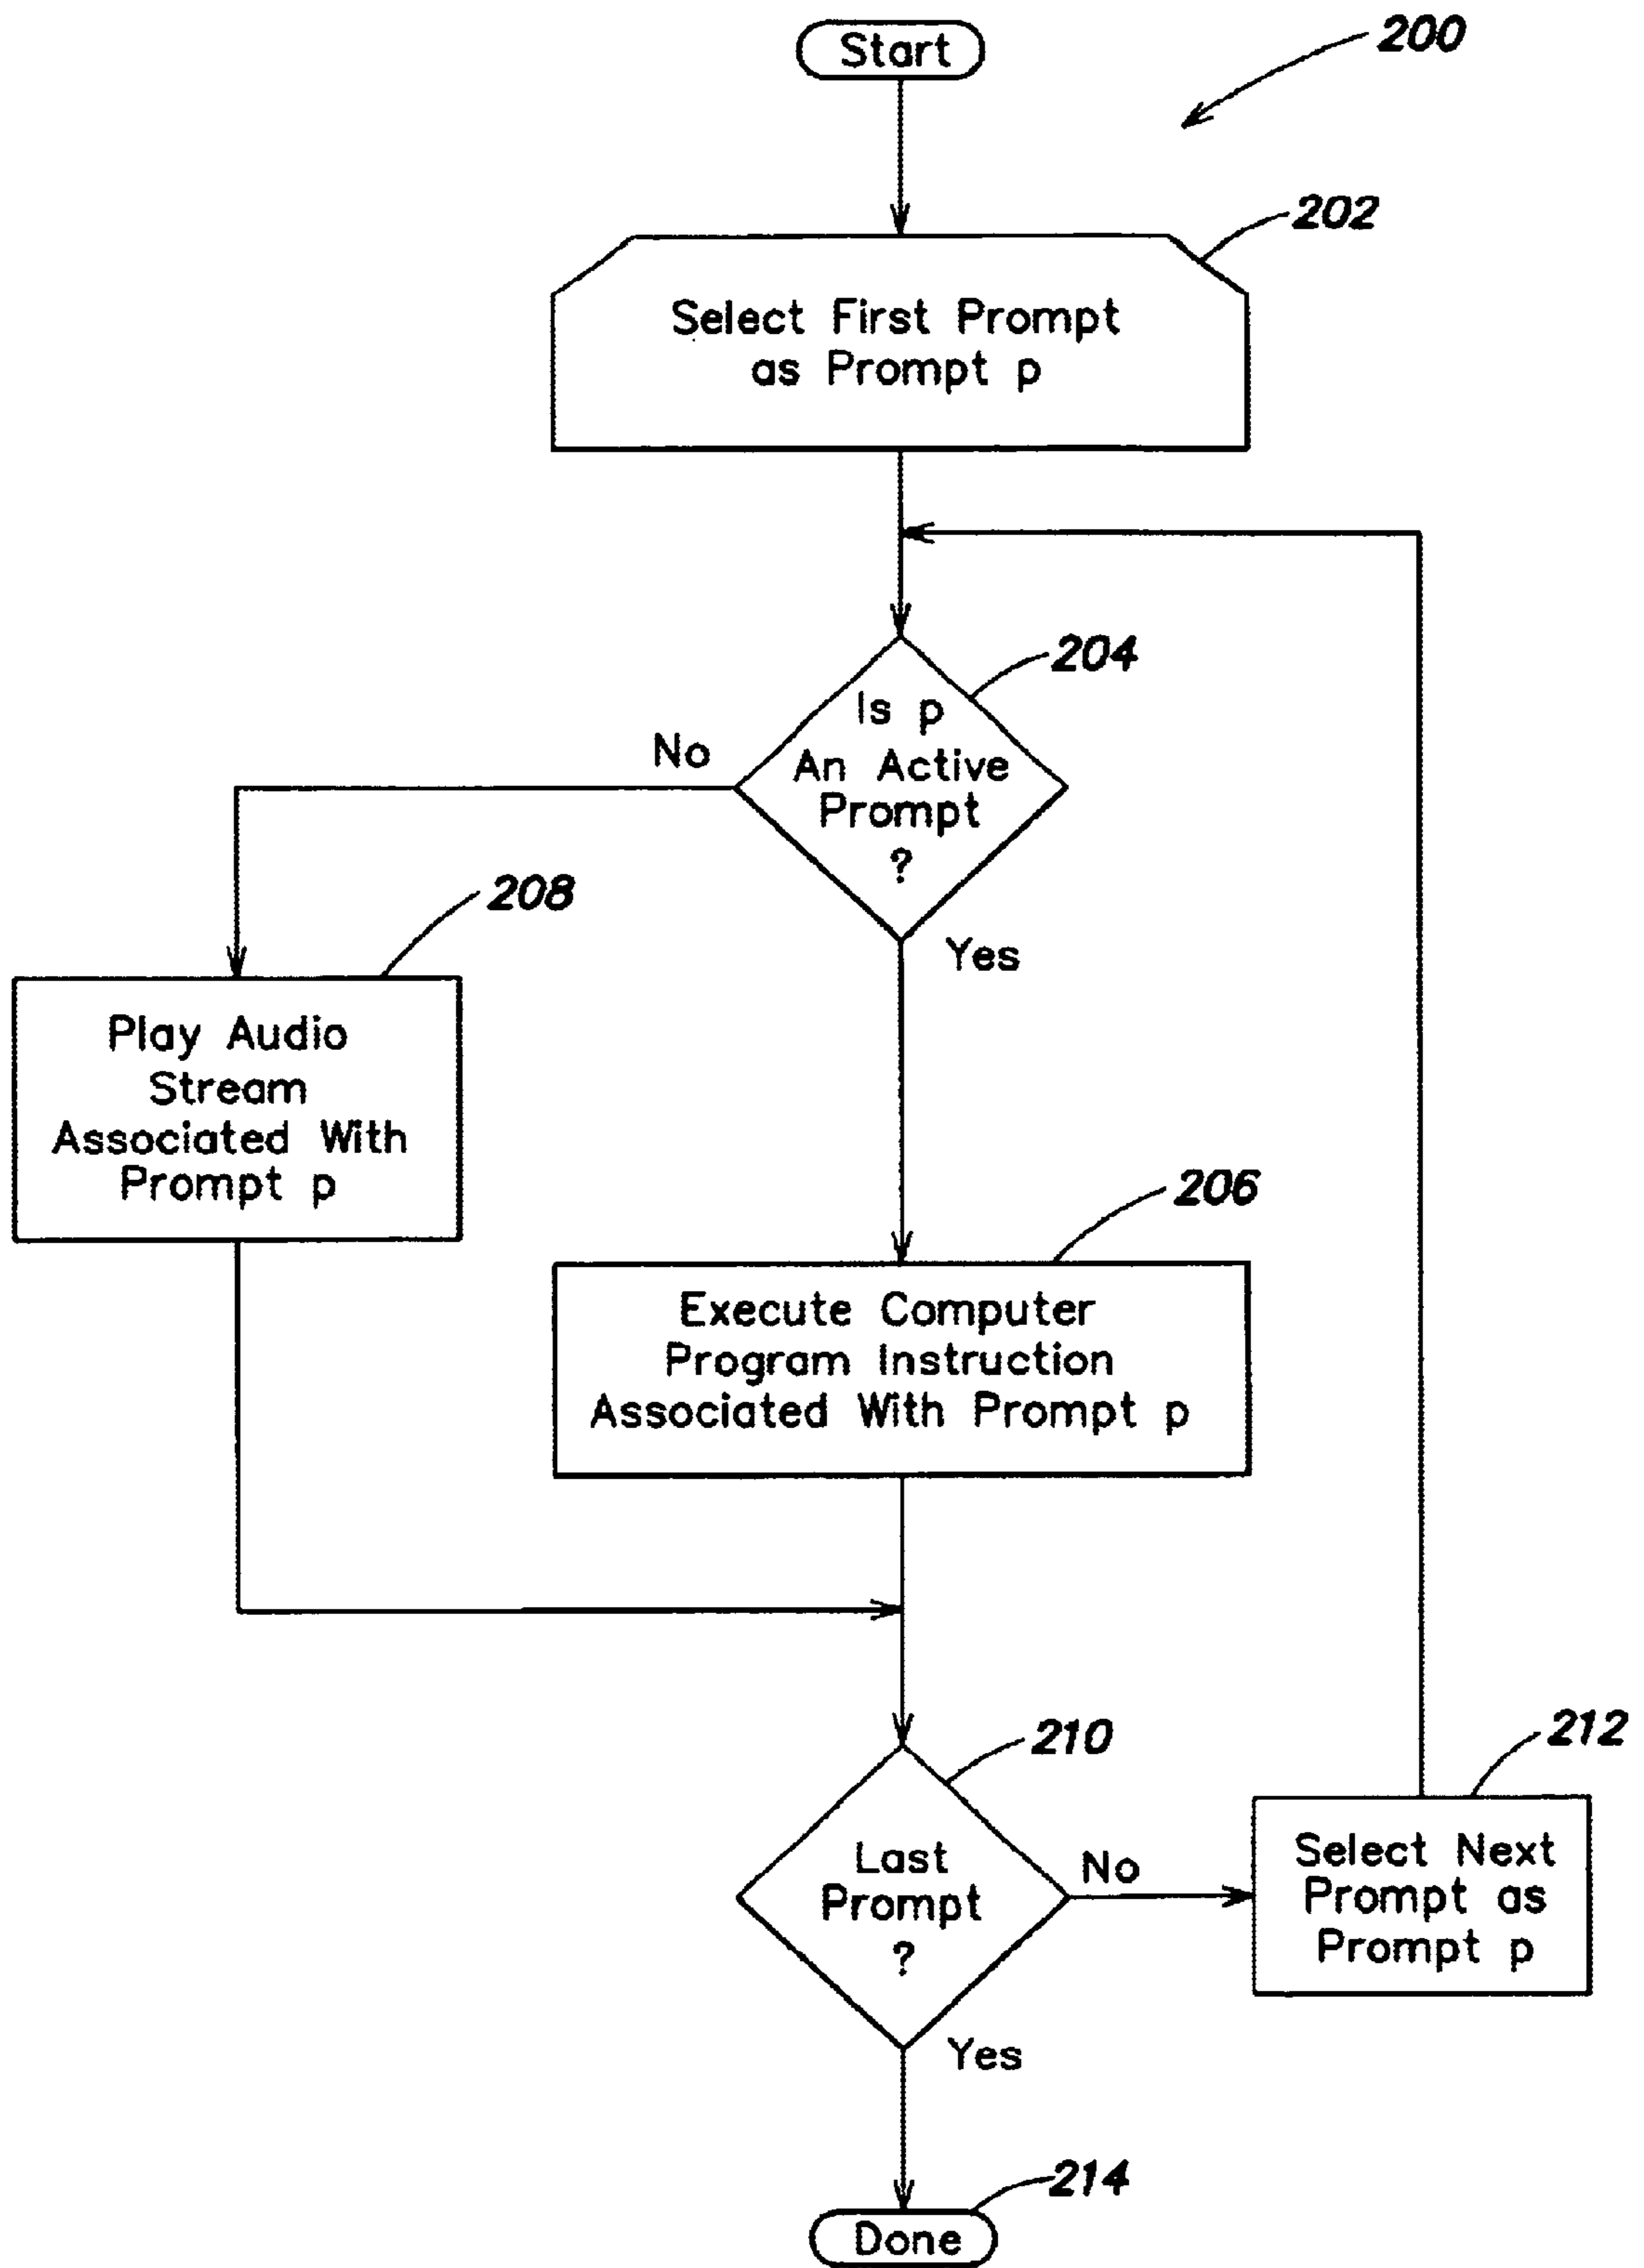 Start
200
202
Select First Prompt
as Prompt p
204
Is p
An Active
Prompt
?
No
Yes
208
Play Audio
Stream
Associated With
Prompt p
206
Execute Computer
Program Instruction
Associated With Prompt p
210
Last
Prompt
?
No
212
Select Next
Prompt as
Prompt p
Yes
214
Done